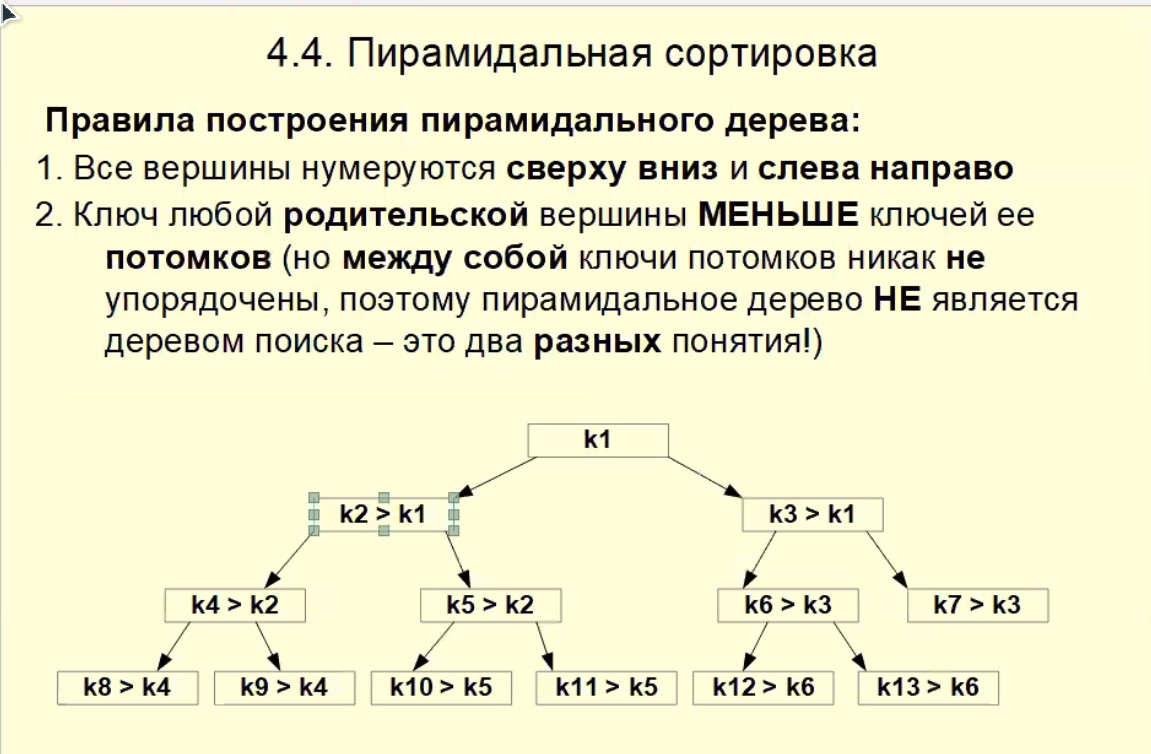 4.4. Пирамидальная сортировка
Правила построения пирамидального дерева:
1. Все вершины нумеруются сверху вниз и слева направо
2. Ключ любой родительской вершины МЕНЬШЕ ключей ее
потомков (но между собой ключи потомков никак не
упорядочены, поэтому пирамидальное дерево НЕ является
деревом поиска – это два разных понятия!)
k1
k2 > k1
k3 > k1
k4 > k2
k5 > k2
k6 > k3
k7 > k3
k8 > k4
k9 > k4
k10 > k5
k11 > k5
k12 > k6
k13 > k6